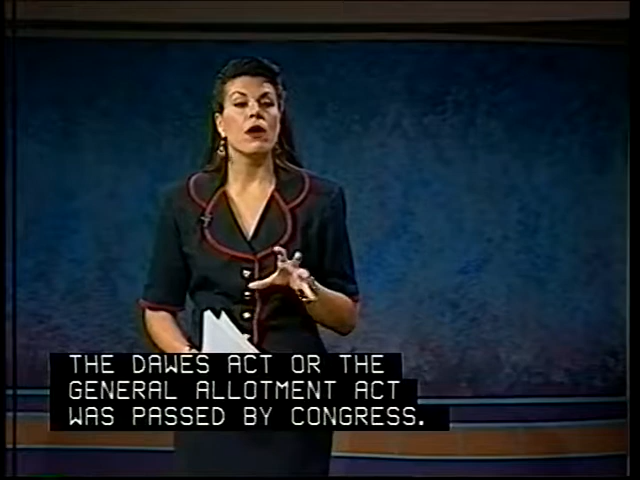 THE DAWES ACT OR THE
GENERAL ALLOTMENT ACT
WAS PASSED BY CONGRESS.